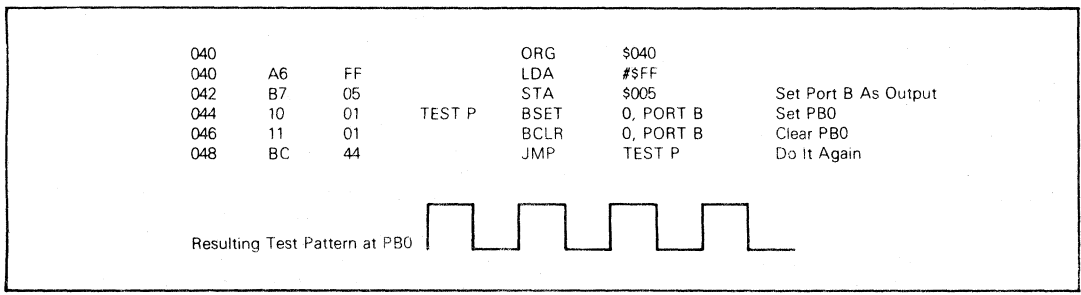 040 ORG $040
040 A6 FF LDA #$FF
042 B7 05 STA $005 Set Port B As Output
044 10 01 TEST P BSET 0, PORT B Set PB0
046 11 01 BCLR 0, PORT B Clear PB0
048 BC 44 JMP TEST P Do It Again
Resulting Test Pattern at PB0